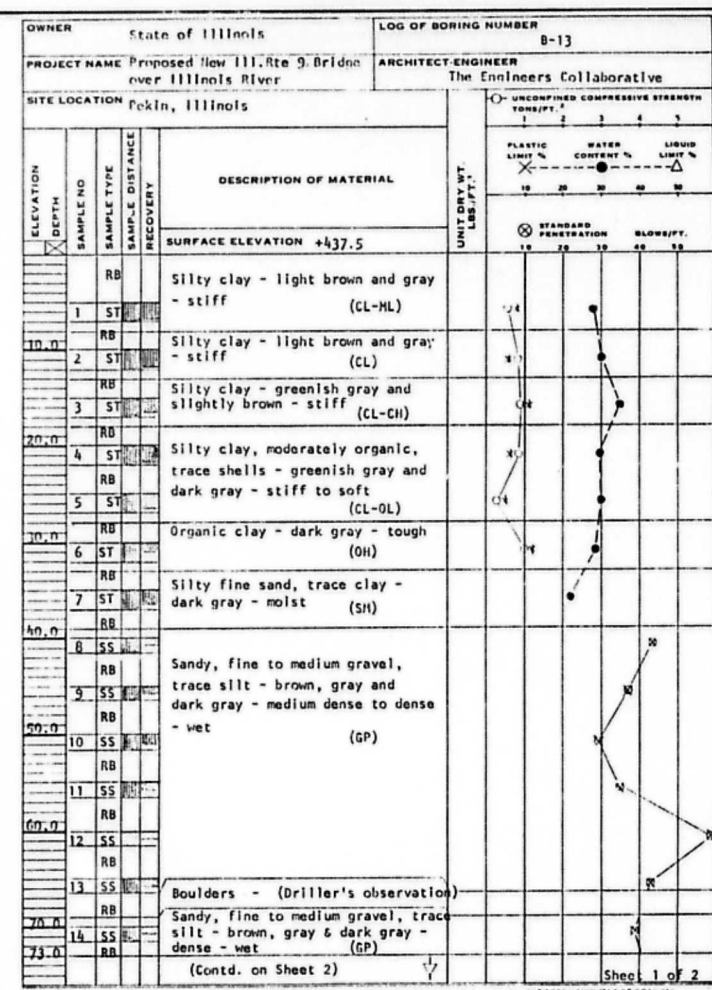 OWNER State of Illinois
LOG OF BORING NUMBER B-13
PROJECT NAME Proposed New Ill.Rte 9 Bridge over Illinois River
ARCHITECT-ENGINEER The Engineers Collaborative
SITE LOCATION Pekin, Illinois
UNCONFINED COMPRESSIVE STRENGTH TONS/FT.²
1 2 3 4 5
PLASTIC LIMIT % WATER CONTENT % LIQUID LIMIT %
10 20 30 40 50
STANDARD PENETRATION BLOWS/FT.
10 20 30 40 50
ELEVATION DEPTH
SAMPLE NO
SAMPLE TYPE
SAMPLE DISTANCE
RECOVERY
DESCRIPTION OF MATERIAL
UNIT DRY WT. LBS./FT.³
SURFACE ELEVATION +437.5
RB
Silty clay - light brown and gray
- stiff (CL-ML)
1 ST
10.0 RB
Silty clay - light brown and gray
2 ST - stiff (CL)
RB
Silty clay - greenish gray and
3 ST slightly brown - stiff (CL-CH)
20.0 RB
4 ST Silty clay, moderately organic,
trace shells - greenish gray and
RB
dark gray - stiff to soft
5 ST (CL-OL)
30.0 RB Organic clay - dark gray - tough
6 ST (OH)
RB
Silty fine sand, trace clay -
7 ST dark gray - moist (SM)
40.0 RB
8 SS
RB Sandy, fine to medium gravel,
trace silt - brown, gray and
9 SS
dark gray - medium dense to dense
RB
50.0 - wet
10 SS (GP)
RB
11 SS
RB
60.0
12 SS
RB
13 SS Boulders - (Driller's observation)
RB
70.0 Sandy, fine to medium gravel, trace
14 SS silt - brown, gray & dark gray -
73.0 RB dense - wet (GP)
(Contd. on Sheet 2)
Sheet 1 of 2